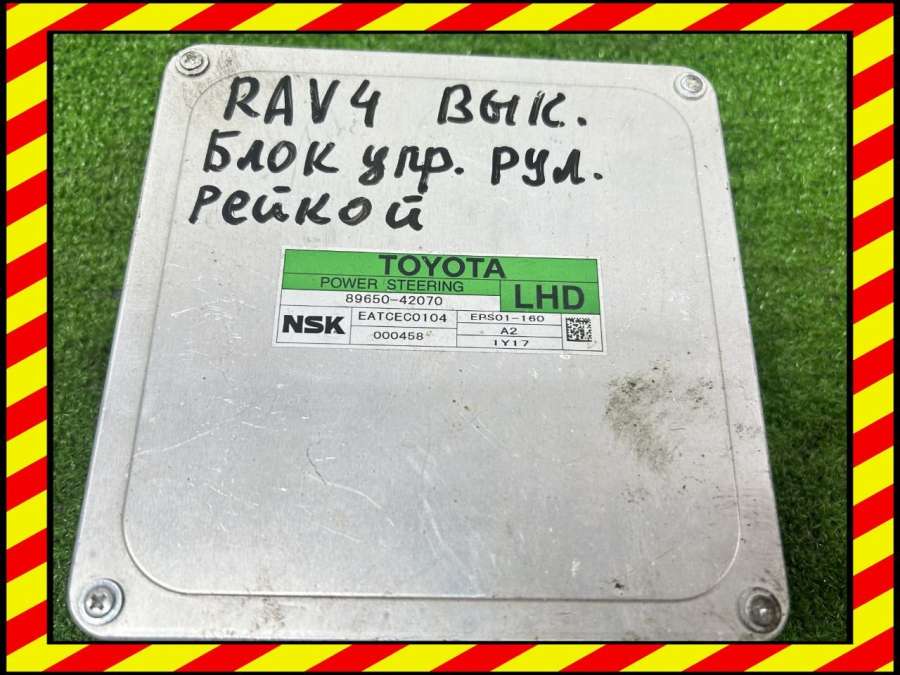 RAV4 ВЫК.
Блок упр. рул.
рейкой
TOYOTA
POWER STEERING
89650-42070
LHD
NSK
EATCEC0104
EPS01-160
000458
A2
1Y17